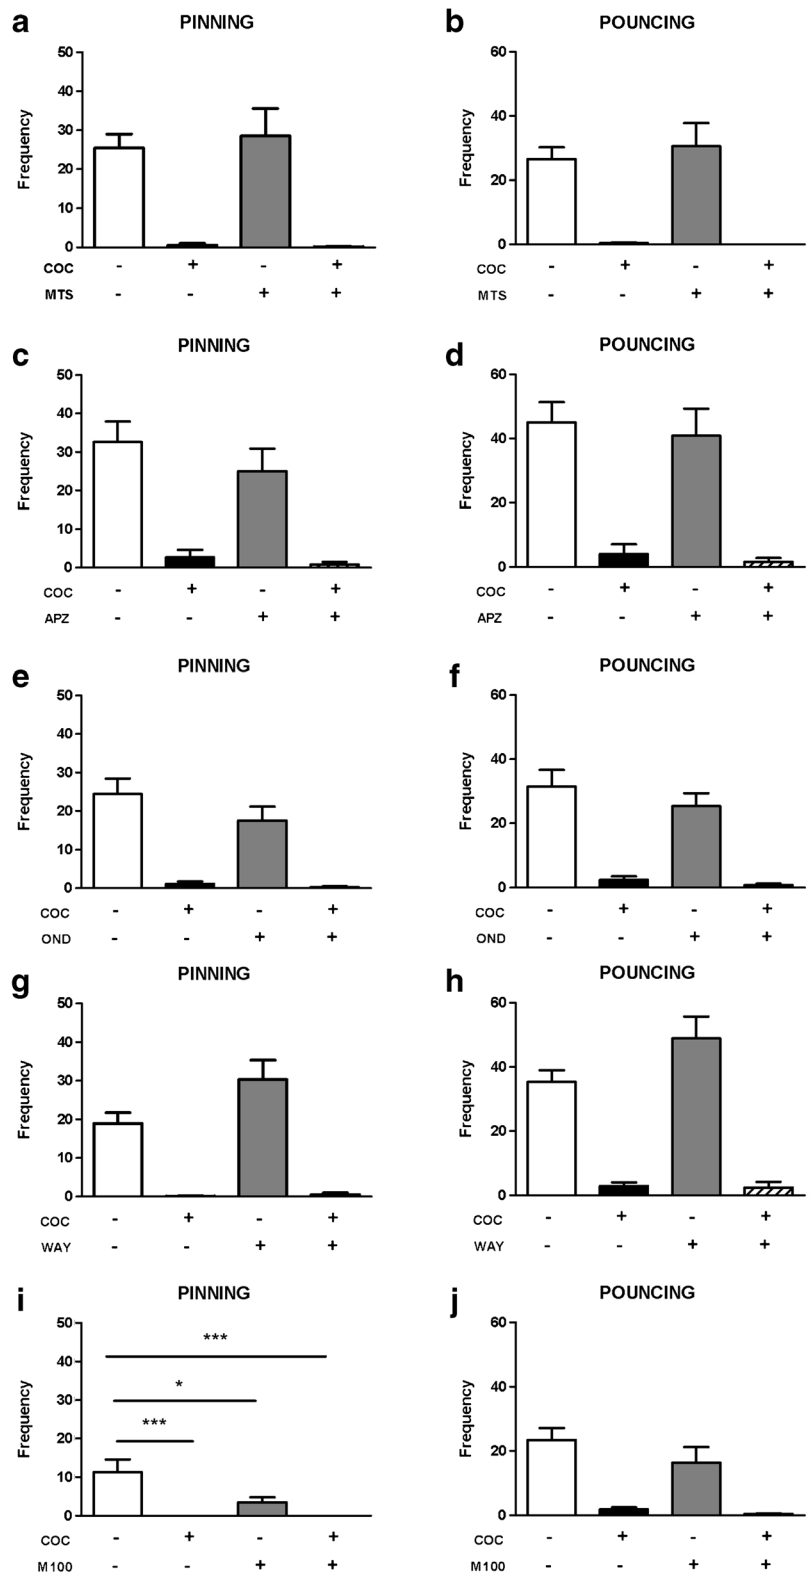 a PINNING
50
40
30
20
10
0
Frequency
COC - + - +
MTS - - + +
b POUNCING
60
40
20
0
Frequency
COC - + - +
MTS - - + +
c PINNING
50
40
30
20
10
0
Frequency
COC - + - +
APZ - - + +
d POUNCING
60
40
20
0
Frequency
COC - + - +
APZ - - + +
e PINNING
50
40
30
20
10
0
Frequency
COC - + - +
OND - - + +
f POUNCING
60
40
20
0
Frequency
COC - + - +
OND - - + +
g PINNING
50
40
30
20
10
0
Frequency
COC - + - +
WAY - - + +
h POUNCING
60
40
20
0
Frequency
COC - + - +
WAY - - + +
i PINNING
50
40
30
20
10
0
Frequency
***
*
***
COC - + - +
M100 - - + +
j POUNCING
60
40
20
0
Frequency
COC - + - +
M100 - - + +